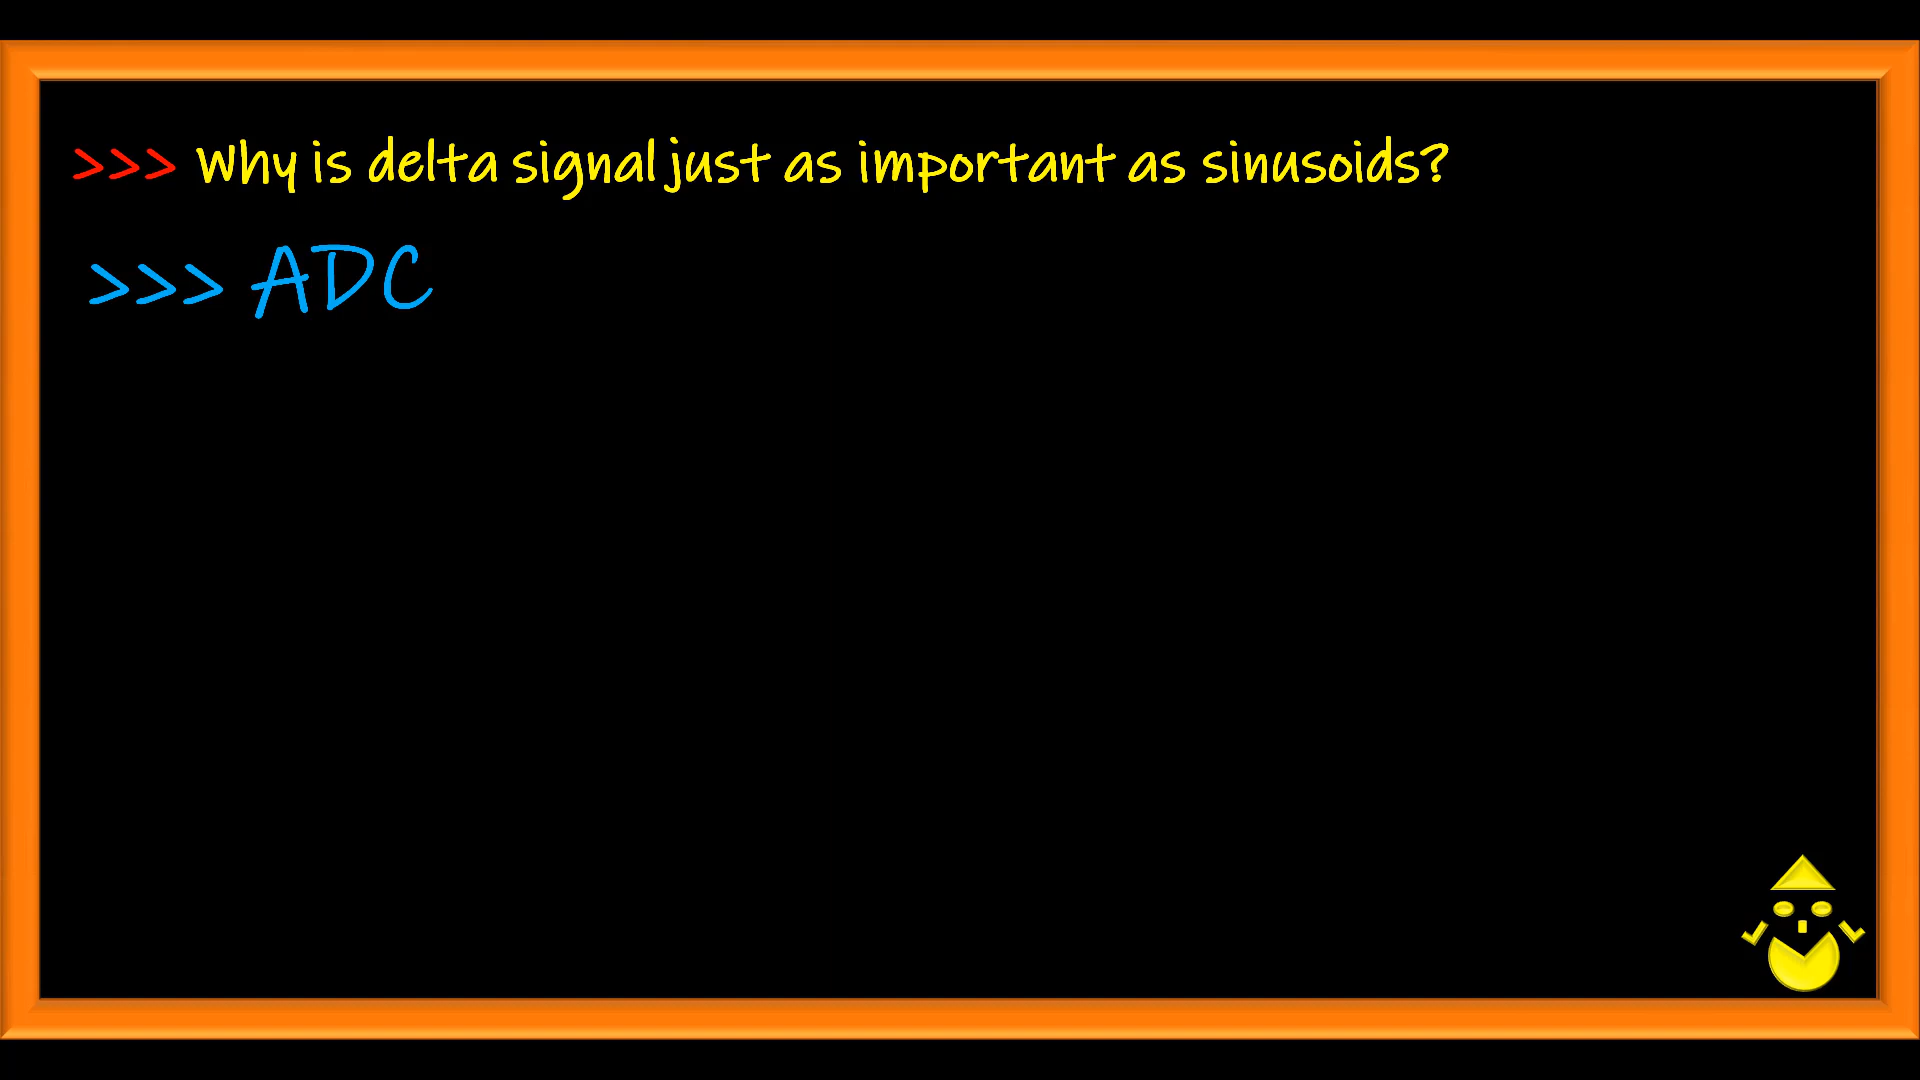 >>> Why is delta signal just as important as sinusoids?
>>> ADC